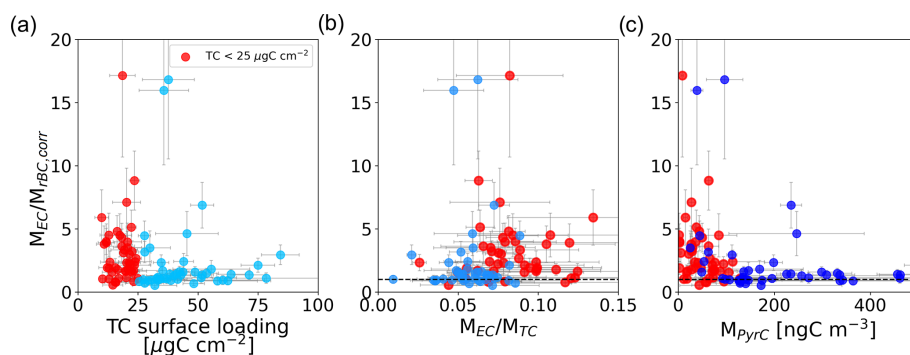 (a)
(b)
(c)
TC < 25 μgC cm⁻²
M_EC/M_rBC,corr
20
15
10
5
0
0 25 50 75 100
TC surface loading
[μgC cm⁻²]
20
15
10
5
0
0.00 0.05 0.10 0.15
M_EC/M_TC
20
15
10
5
0
0 200 400
M_PyrC [ngC m⁻³]